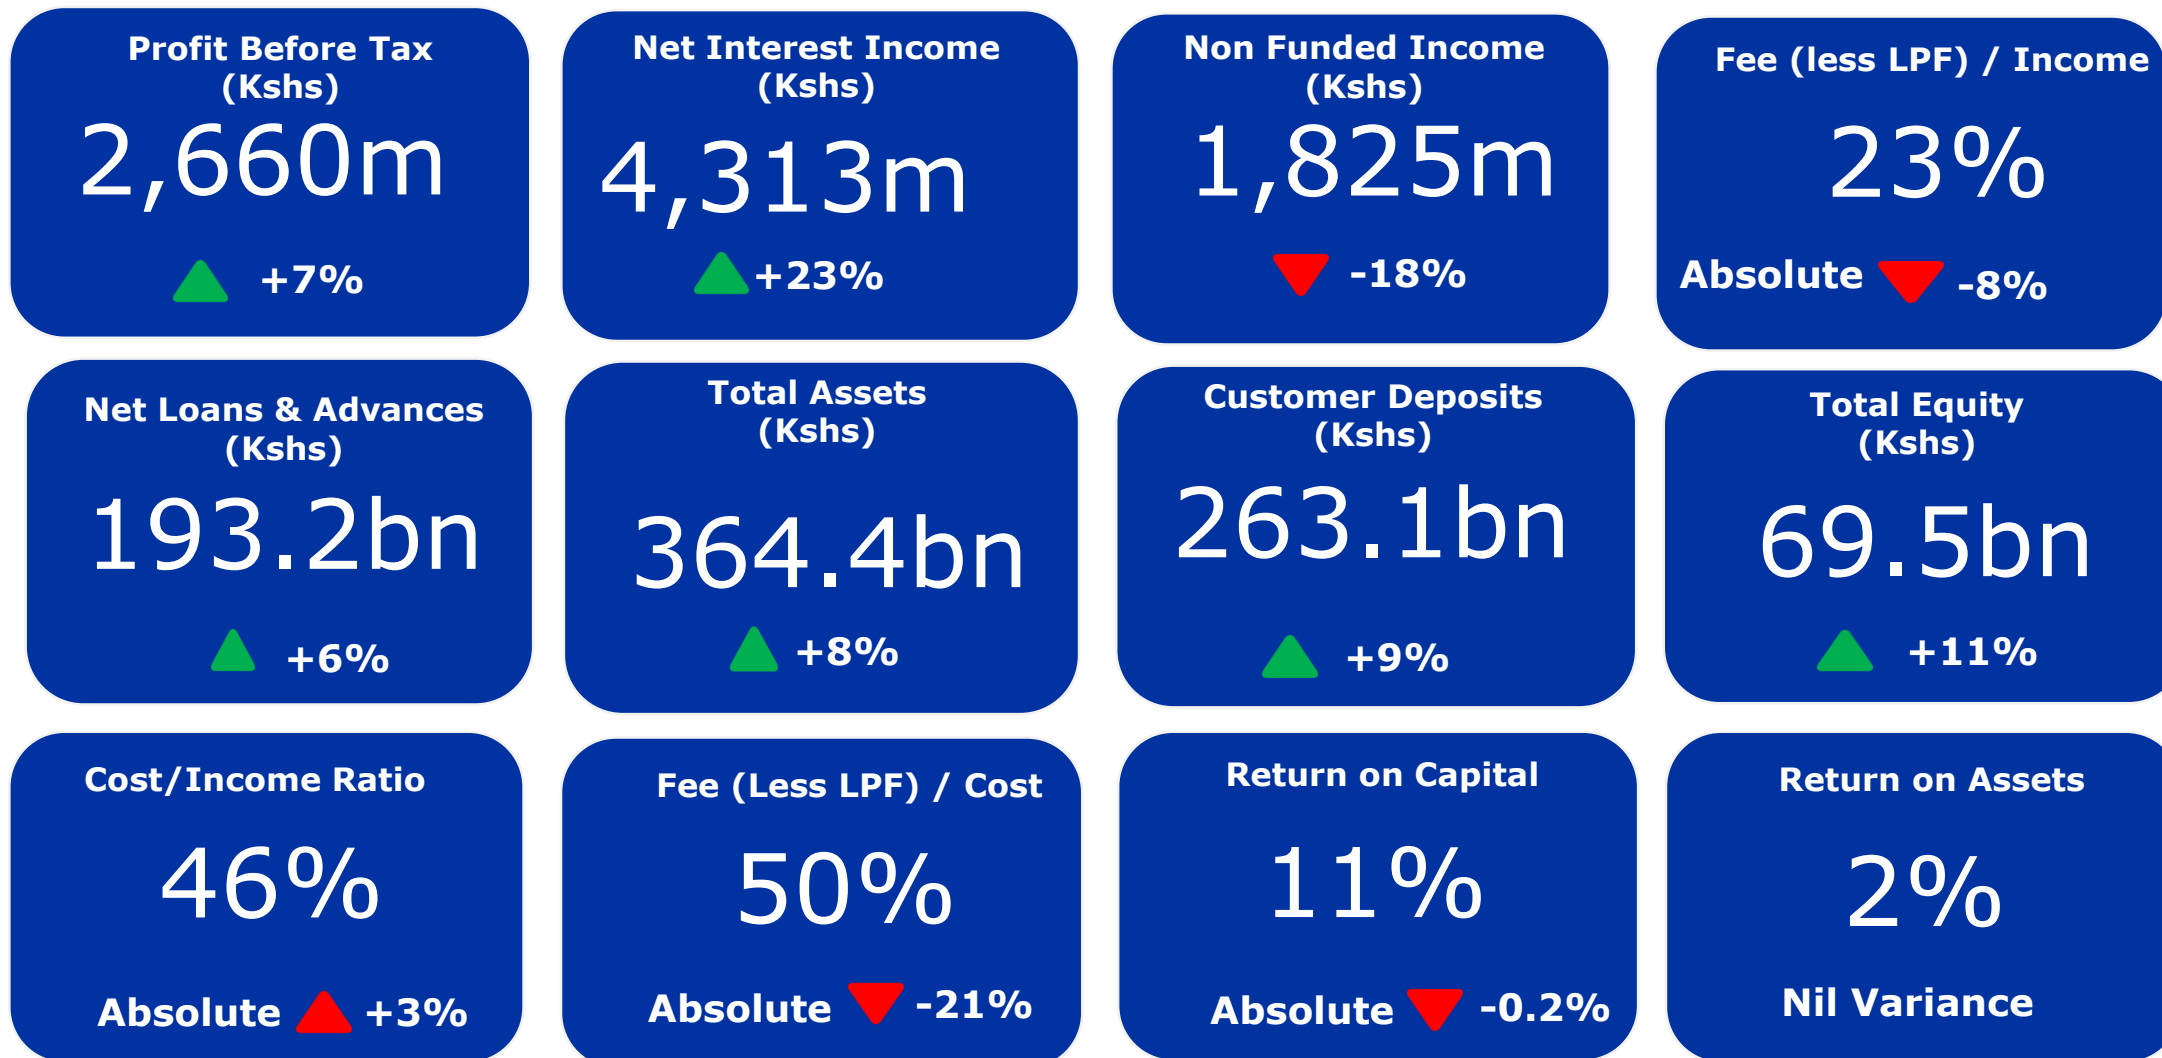 Profit Before Tax
(Kshs)
2,660m
+7%
Net Interest Income
(Kshs)
4,313m
+23%
Non Funded Income
(Kshs)
1,825m
-18%
Fee (less LPF) / Income
23%
Absolute -8%
Net Loans & Advances
(Kshs)
193.2bn
+6%
Total Assets
(Kshs)
364.4bn
+8%
Customer Deposits
(Kshs)
263.1bn
+9%
Total Equity
(Kshs)
69.5bn
+11%
Cost/Income Ratio
46%
Absolute +3%
Fee (Less LPF) / Cost
50%
Absolute -21%
Return on Capital
11%
Absolute -0.2%
Return on Assets
2%
Nil Variance